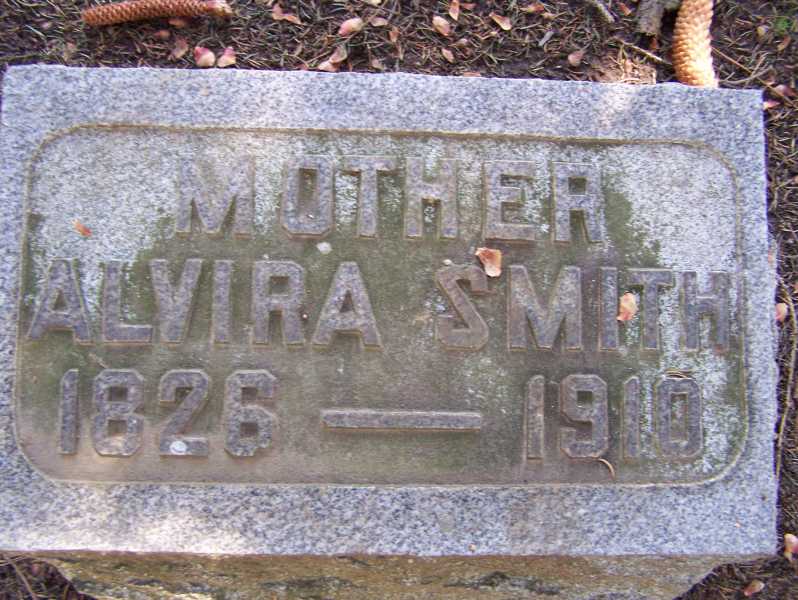 MOTHER
ALVIRA SMITH
1826 — 1910